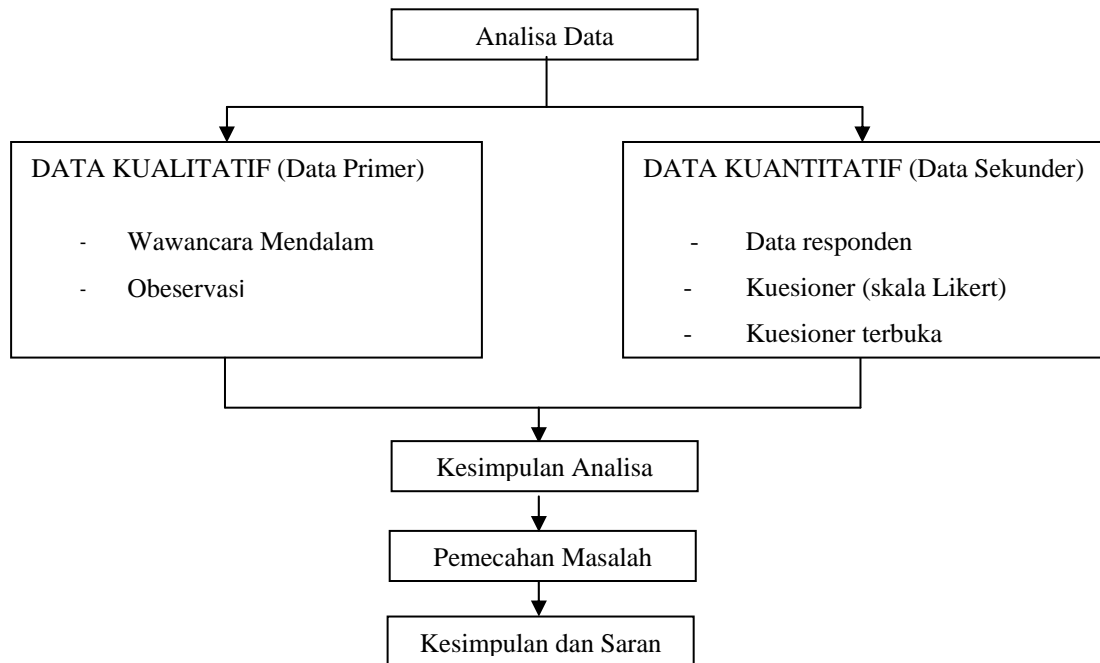 Analisa Data
DATA KUALITATIF (Data Primer)
- Wawancara Mendalam
- Obeservasi
DATA KUANTITATIF (Data Sekunder)
- Data responden
- Kuesioner (skala Likert)
- Kuesioner terbuka
Kesimpulan Analisa
Pemecahan Masalah
Kesimpulan dan Saran